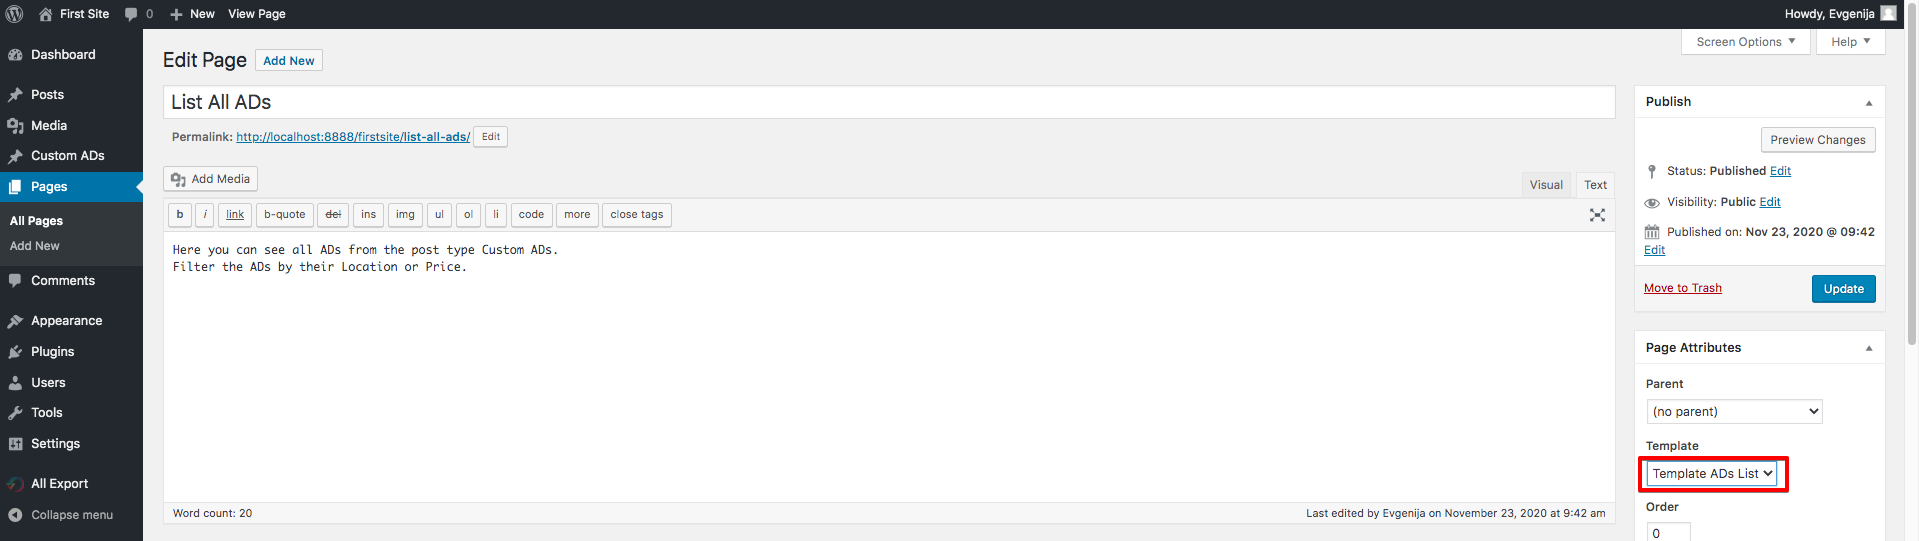 First Site 0 New View Page Howdy, Evgenija
Dashboard
Posts
Media
Custom ADs
Pages
All Pages
Add New
Comments
Appearance
Plugins
Users
Tools
Settings
All Export
Collapse menu
Screen Options Help
Edit Page Add New
List All ADs
Permalink: http://localhost:8888/firstsite/list-all-ads/ Edit
Add Media
Visual Text
b i link b-quote del ins img ul ol li code more close tags
Here you can see all ADs from the post type Custom ADs.
Filter the ADs by their Location or Price.
Word count: 20 Last edited by Evgenija on November 23, 2020 at 9:42 am
Publish
Preview Changes
Status: Published Edit
Visibility: Public Edit
Published on: Nov 23, 2020 @ 09:42
Edit
Move to Trash Update
Page Attributes
Parent
(no parent)
Template
Template ADs List
Order
0